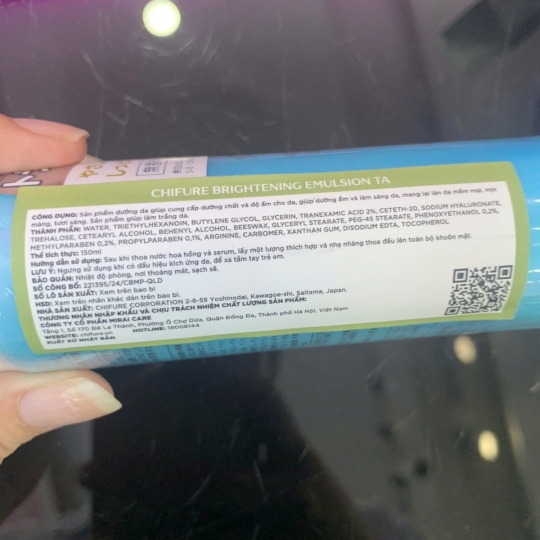 CHIFURE BRIGHTENING EMULSION TA
CÔNG DỤNG: Sản phẩm dưỡng da giúp cung cấp dưỡng chất và độ ẩm cho da, giúp dưỡng ẩm và làm sáng da, mang lại làn da mềm mại, mịn
màng, tươi sáng. Sản phẩm giúp làm trắng da.
THÀNH PHẦN: WATER, TRIETHYLHEXANOIN, BUTYLENE GLYCOL, GLYCERIN, TRANEXAMIC ACID 2%, CETETH-20, SODIUM HYALURONATE,
TREHALOSE, CETEARYL ALCOHOL, BEHENYL ALCOHOL, BEESWAX, GLYCERYL STEARATE, PEG-45 STEARATE, PHENOXYETHANOL 0,2%,
METHYLPARABEN 0,2%, PROPYLPARABEN 0,1%, ARGININE, CARBOMER, XANTHAN GUM, DISODIUM EDTA, TOCOPHEROL
Thể tích thực: 150ml
Hướng dẫn sử dụng: Sau khi thoa nước hoa hồng và serum, lấy một lượng thích hợp và nhẹ nhàng thoa đều lên toàn bộ khuôn mặt.
LƯU Ý: Ngưng sử dụng khi có dấu hiệu kích ứng da, để xa tầm tay trẻ em.
BẢO QUẢN: Nhiệt độ phòng, nơi thoáng mát, sạch sẽ.
SỐ CÔNG BỐ: 221395/24/CBMP-QLD
SỐ LÔ SẢN XUẤT: Xem trên bao bì
HSD: Xem trên nhãn khác dán trên bao bì.
NHÀ SẢN XUẤT: CHIFURE CORPORATION 2-8-59 Yoshinodai, Kawagoe-shi, Saitama, Japan.
THƯƠNG NHÂN NHẬP KHẨU VÀ CHỊU TRÁCH NHIỆM CHẤT LƯỢNG SẢN PHẨM:
CÔNG TY CỔ PHẦN MIRAI CARE
Tầng 1, Số 170 Đê La Thành, Phường Ô Chợ Dừa, Quận Đống Đa, Thành phố Hà Nội, Việt Nam
WEBSITE: chifure.vn HOTLINE: 18008144
XUẤT XỨ NHẬT BẢN